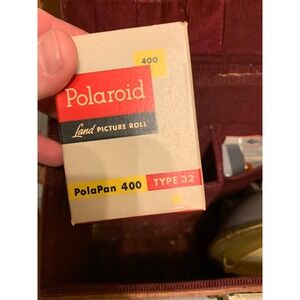 400
Polaroid
Land PICTURE ROLL
PolaPan 400 TYPE 32